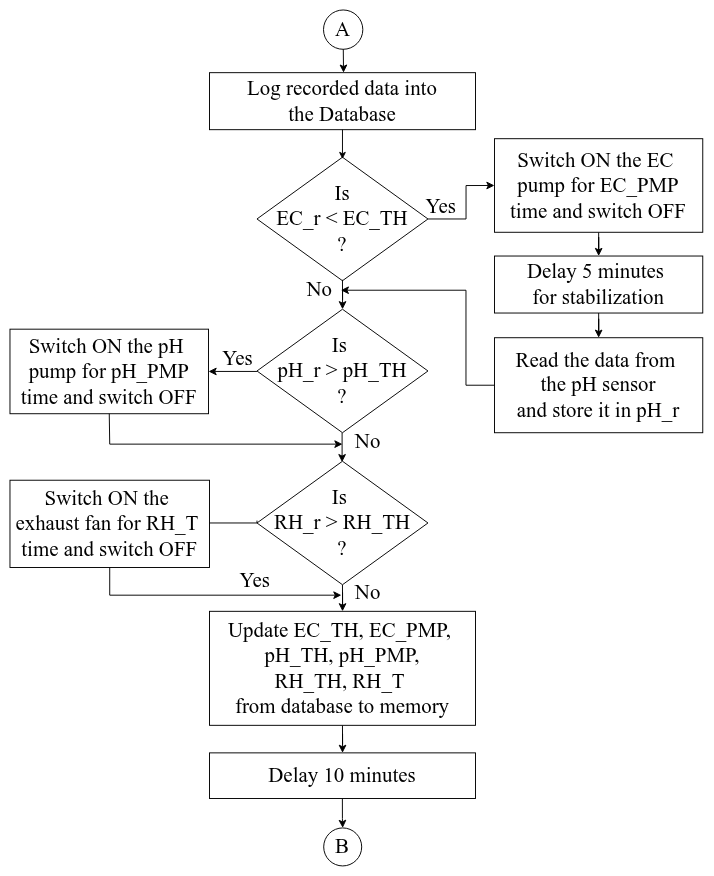 A
Log recorded data into
the Database
Is
EC_r < EC_TH
?
Yes
Switch ON the EC
pump for EC_PMP
time and switch OFF
Delay 5 minutes
for stabilization
Read the data from
the pH sensor
and store it in pH_r
No
Is
pH_r > pH_TH
?
Yes
Switch ON the pH
pump for pH_PMP
time and switch OFF
No
Is
RH_r > RH_TH
?
Switch ON the
exhaust fan for RH_T
time and switch OFF
Yes
No
Update EC_TH, EC_PMP,
pH_TH, pH_PMP,
RH_TH, RH_T
from database to memory
Delay 10 minutes
B